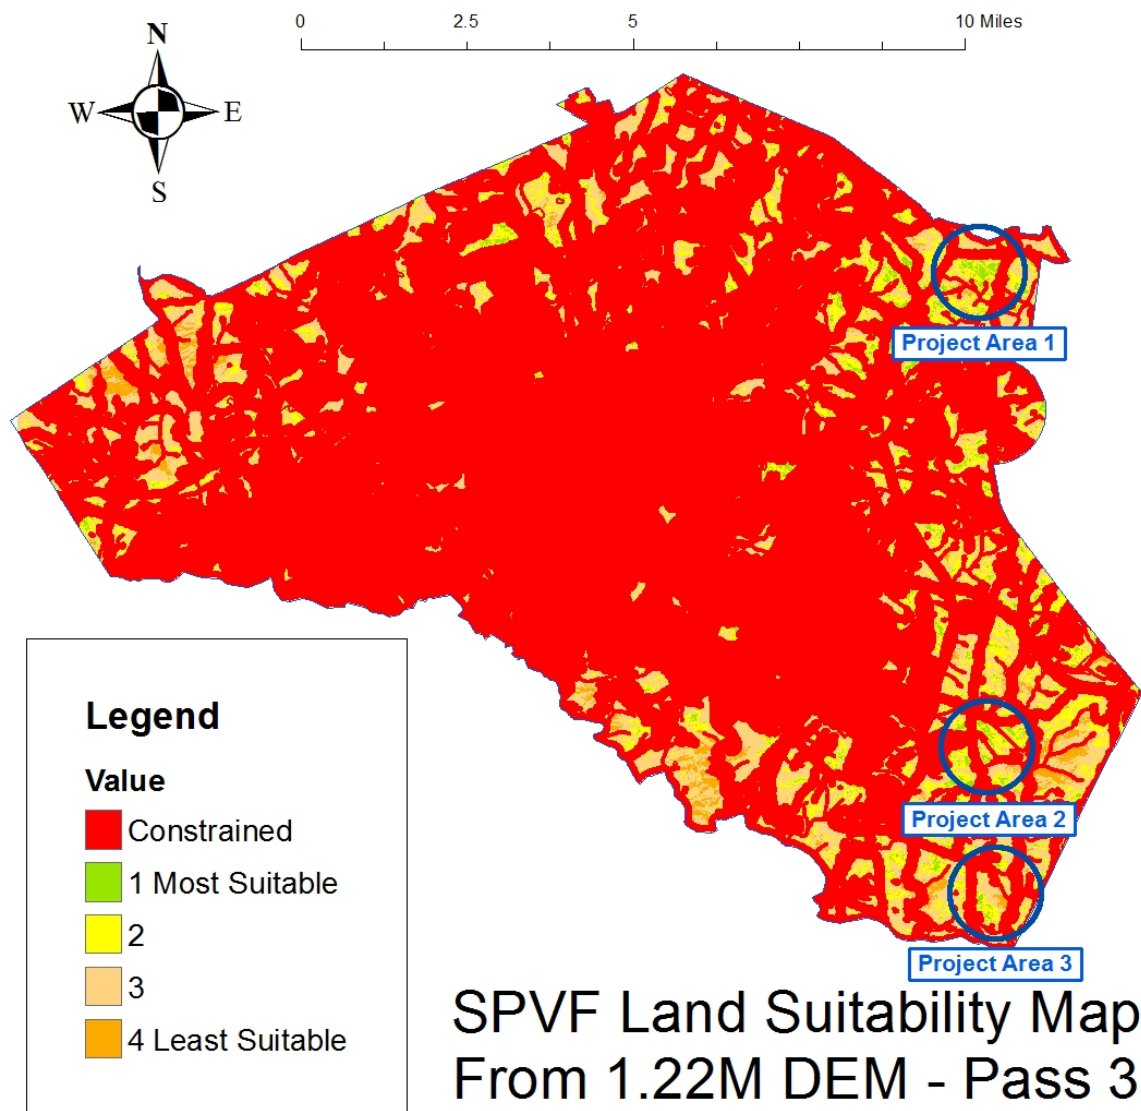 0 2.5 5 10 Miles
N
W E
S
Project Area 1
Legend
Value
Constrained
1 Most Suitable
2
3
4 Least Suitable
Project Area 2
Project Area 3
SPVF Land Suitability Map
From 1.22M DEM - Pass 3